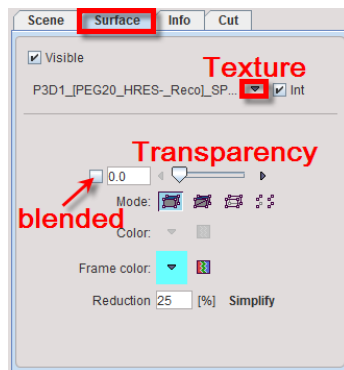 Scene Surface Info Cut
Visible
Texture
P3D1_[PEG20_HRES-_Reco]_SP... Int
Transparency
0.0
Mode:
blended
Color:
Frame color:
Reduction 25 [%] Simplify